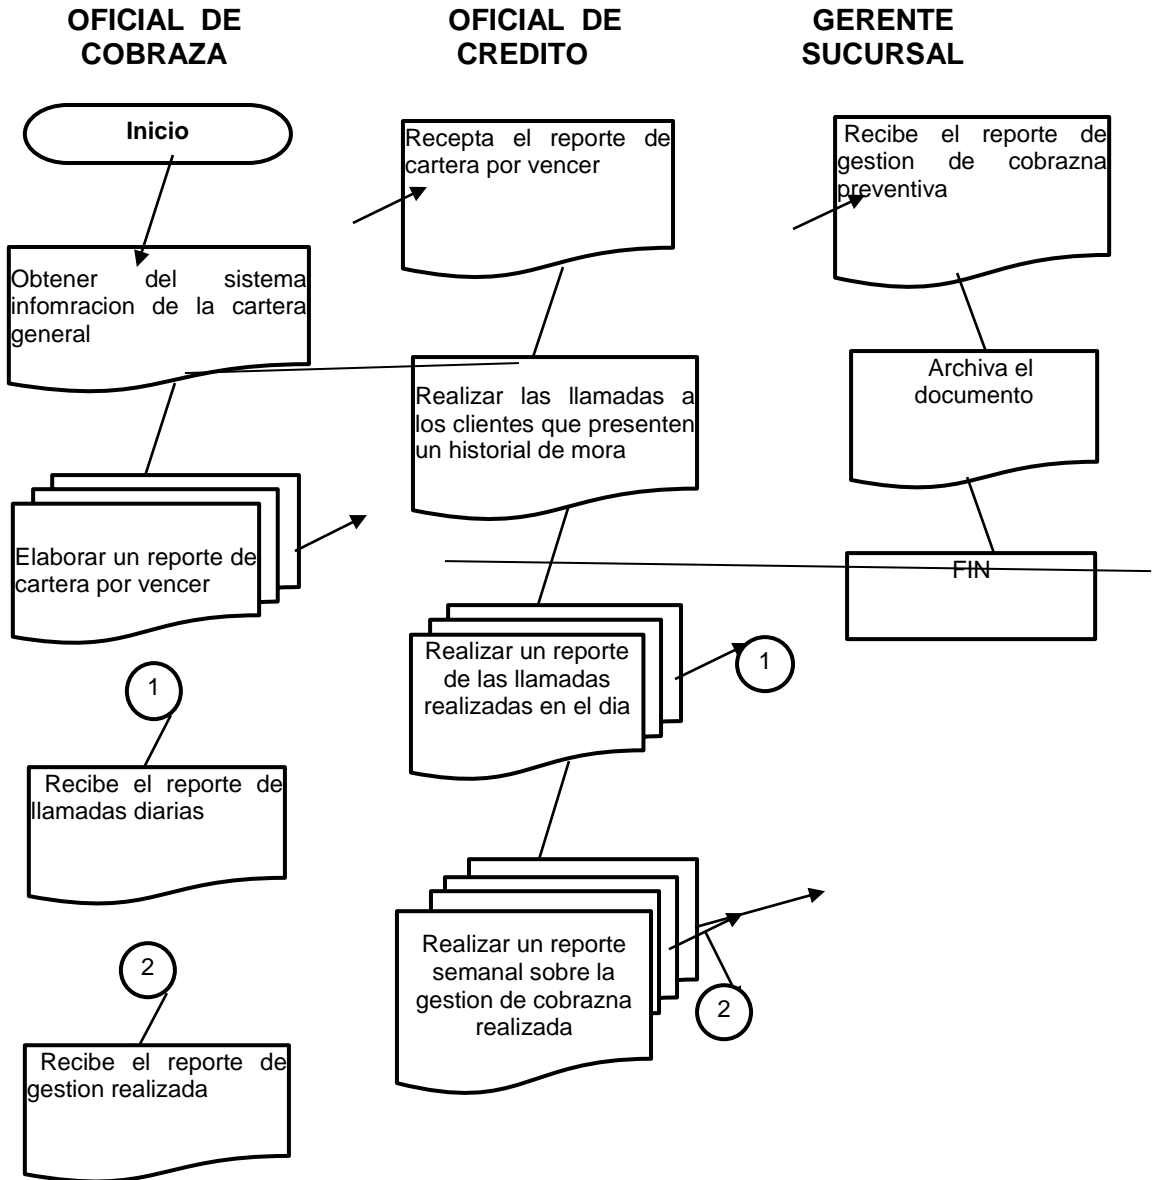 OFICIAL DE
COBRAZA
OFICIAL DE
CREDITO
GERENTE
SUCURSAL
Inicio
Obtener del sistema
infomracion de la cartera
general
Elaborar un reporte de
cartera por vencer
1
Recibe el reporte de
llamadas diarias
2
Recibe el reporte de
gestion realizada
Recepta el reporte de
cartera por vencer
Realizar las llamadas a
los clientes que presenten
un historial de mora
Realizar un reporte
de las llamadas
realizadas en el dia
1
Realizar un reporte
semanal sobre la
gestion de cobrazna
realizada
2
Recibe el reporte de
gestion de cobrazna
preventiva
Archiva el
documento
FIN